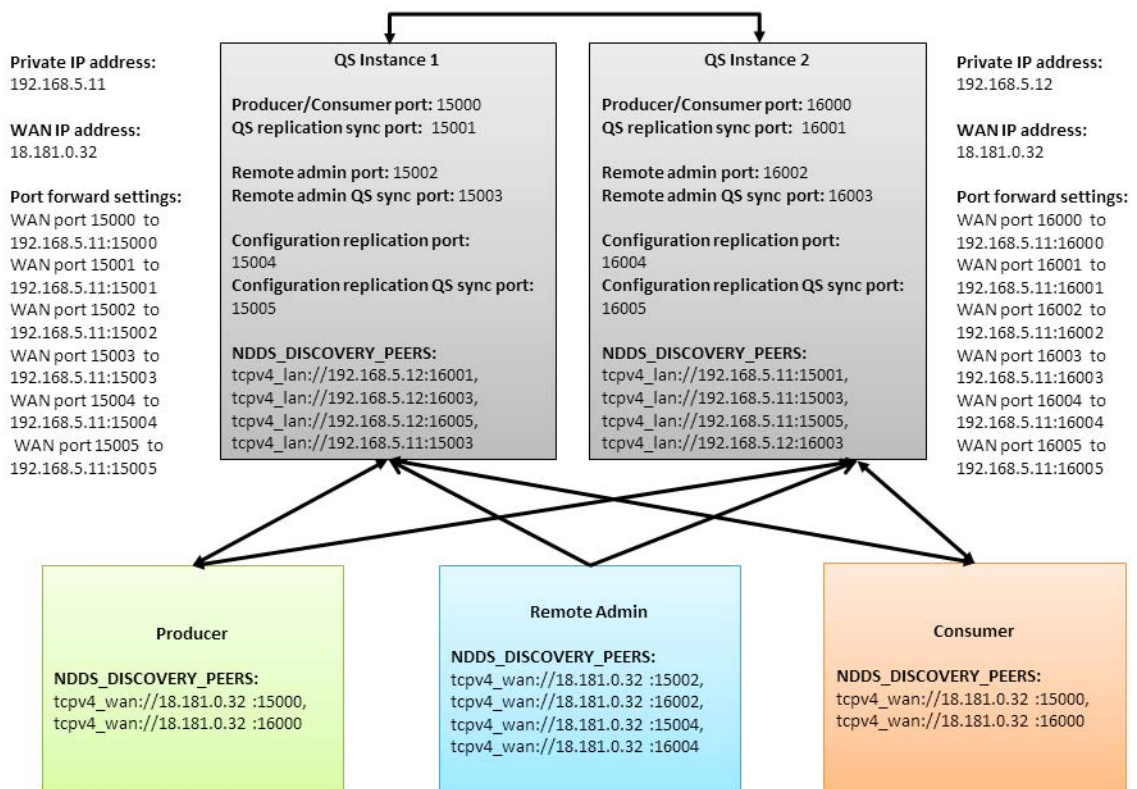 Private IP address:
192.168.5.11
WAN IP address:
18.181.0.32
Port forward settings:
WAN port 15000 to
192.168.5.11:15000
WAN port 15001 to
192.168.5.11:15001
WAN port 15002 to
192.168.5.11:15002
WAN port 15003 to
192.168.5.11:15003
WAN port 15004 to
192.168.5.11:15004
WAN port 15005 to
192.168.5.11:15005
QS Instance 1
Producer/Consumer port: 15000
QS replication sync port: 15001
Remote admin port: 15002
Remote admin QS sync port: 15003
Configuration replication port:
15004
Configuration replication QS sync port:
15005
NDDS_DISCOVERY_PEERS:
tcpv4_lan://192.168.5.12:16001,
tcpv4_lan://192.168.5.12:16003,
tcpv4_lan://192.168.5.12:16005,
tcpv4_lan://192.168.5.11:15003
QS Instance 2
Producer/Consumer port: 16000
QS replication sync port: 16001
Remote admin port: 16002
Remote admin QS sync port: 16003
Configuration replication port:
16004
Configuration replication QS sync port:
16005
NDDS_DISCOVERY_PEERS:
tcpv4_lan://192.168.5.11:15001,
tcpv4_lan://192.168.5.11:15003,
tcpv4_lan://192.168.5.11:15005,
tcpv4_lan://192.168.5.12:16003
Private IP address:
192.168.5.12
WAN IP address:
18.181.0.32
Port forward settings:
WAN port 16000 to
192.168.5.11:16000
WAN port 16001 to
192.168.5.11:16001
WAN port 16002 to
192.168.5.11:16002
WAN port 16003 to
192.168.5.11:16003
WAN port 16004 to
192.168.5.11:16004
WAN port 16005 to
192.168.5.11:16005
Producer
NDDS_DISCOVERY_PEERS:
tcpv4_wan://18.181.0.32 :15000,
tcpv4_wan://18.181.0.32 :16000
Remote Admin
NDDS_DISCOVERY_PEERS:
tcpv4_wan://18.181.0.32 :15002,
tcpv4_wan://18.181.0.32 :16002,
tcpv4_wan://18.181.0.32 :15004,
tcpv4_wan://18.181.0.32 :16004
Consumer
NDDS_DISCOVERY_PEERS:
tcpv4_wan://18.181.0.32 :15000,
tcpv4_wan://18.181.0.32 :16000